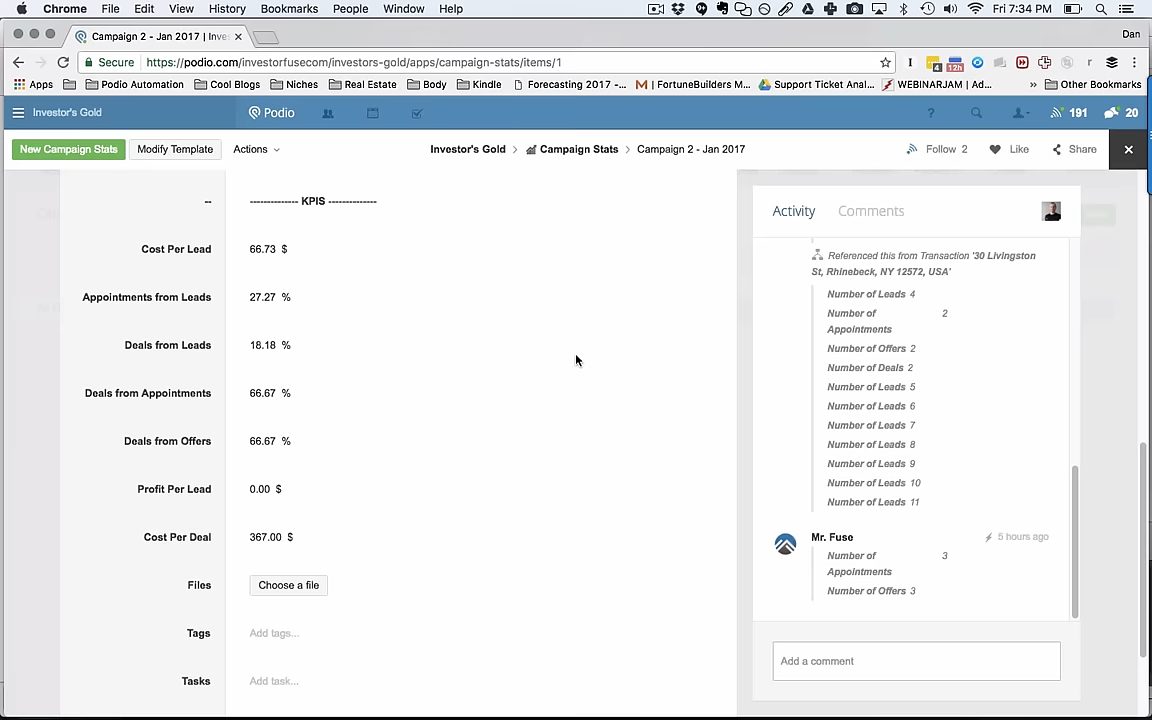 Chrome File Edit View History Bookmarks People Window Help Fri 7:34 PM
Campaign 2 - Jan 2017 | Inves Dan
Secure https://podio.com/investorfusecom/investors-gold/apps/campaign-stats/items/1
Apps Podio Automation Cool Blogs Niches Real Estate Body Kindle Forecasting 2017 -... | FortuneBuilders M... Support Ticket Anal... WEBINARJAM | Ad... » Other Bookmarks
Investor's Gold Podio ? 191 20
New Campaign Stats Modify Template Actions Investor's Gold Campaign Stats Campaign 2 - Jan 2017 Follow 2 Like Share
-- -------------- KPIS --------------
Cost Per Lead 66.73 $
Appointments from Leads 27.27 %
Deals from Leads 18.18 %
Deals from Appointments 66.67 %
Deals from Offers 66.67 %
Profit Per Lead 0.00 $
Cost Per Deal 367.00 $
Files Choose a file
Tags Add tags...
Tasks Add task...
Activity Comments
Referenced this from Transaction '30 Livingston
St, Rhinebeck, NY 12572, USA'
Number of Leads 4
Number of 2
Appointments
Number of Offers 2
Number of Deals 2
Number of Leads 5
Number of Leads 6
Number of Leads 7
Number of Leads 8
Number of Leads 9
Number of Leads 10
Number of Leads 11
Mr. Fuse 5 hours ago
Number of 3
Appointments
Number of Offers 3
Add a comment